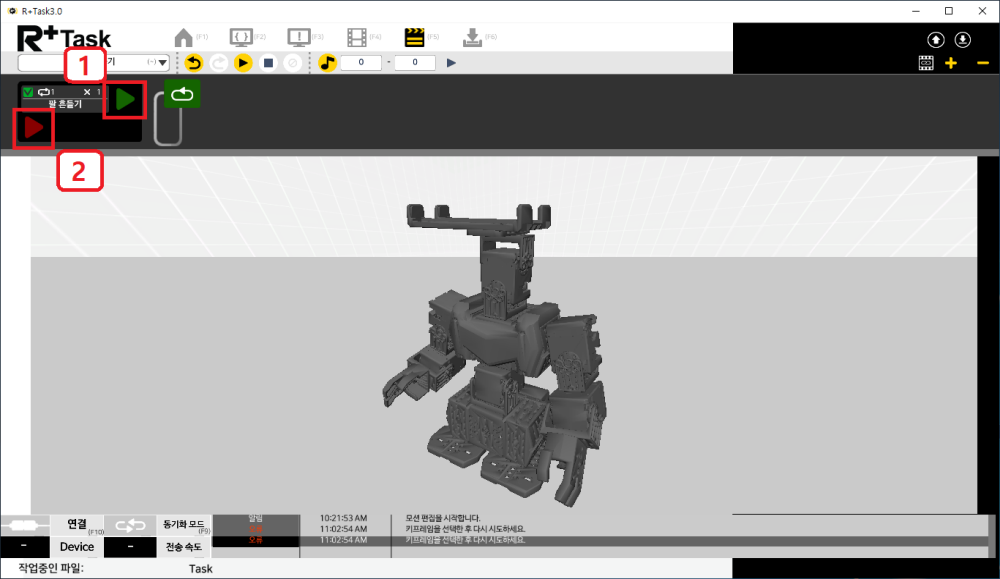 R+Task3.0
R+Task
(F1)
(F2)
(F3)
(F4)
(F5)
(F6)
1
기
(-)
0
-
0
1
× 1
팔 흔들기
2
연결
(F10)
동기화 모드
(F9)
알림
10:21:53 AM
모션 편집을 시작합니다.
오류
11:02:54 AM
키프레임을 선택한 후 다시 시도하세요.
오류
11:02:54 AM
키프레임을 선택한 후 다시 시도하세요.
-
Device
-
전송 속도
작업중인 파일:
Task